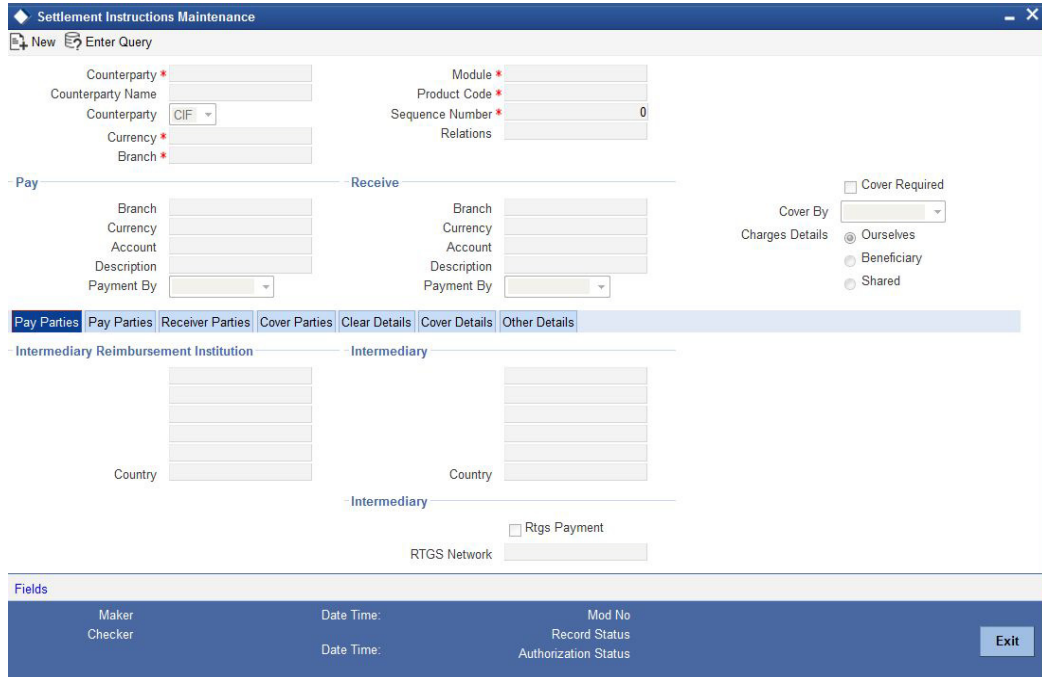 Settlement Instructions Maintenance
New Enter Query
Counterparty * Module *
Counterparty Name Product Code *
Counterparty CIF Sequence Number * 0
Currency * Relations
Branch *
Pay Receive Cover Required
Branch Branch Cover By
Currency Currency Charges Details Ourselves
Account Account Beneficiary
Description Description Shared
Payment By Payment By
Pay Parties Pay Parties Receiver Parties Cover Parties Clear Details Cover Details Other Details
Intermediary Reimbursement Institution Intermediary
Country Country
Intermediary
Rtgs Payment
RTGS Network
Fields
Maker Date Time: Mod No
Checker Record Status
Date Time: Authorization Status
Exit